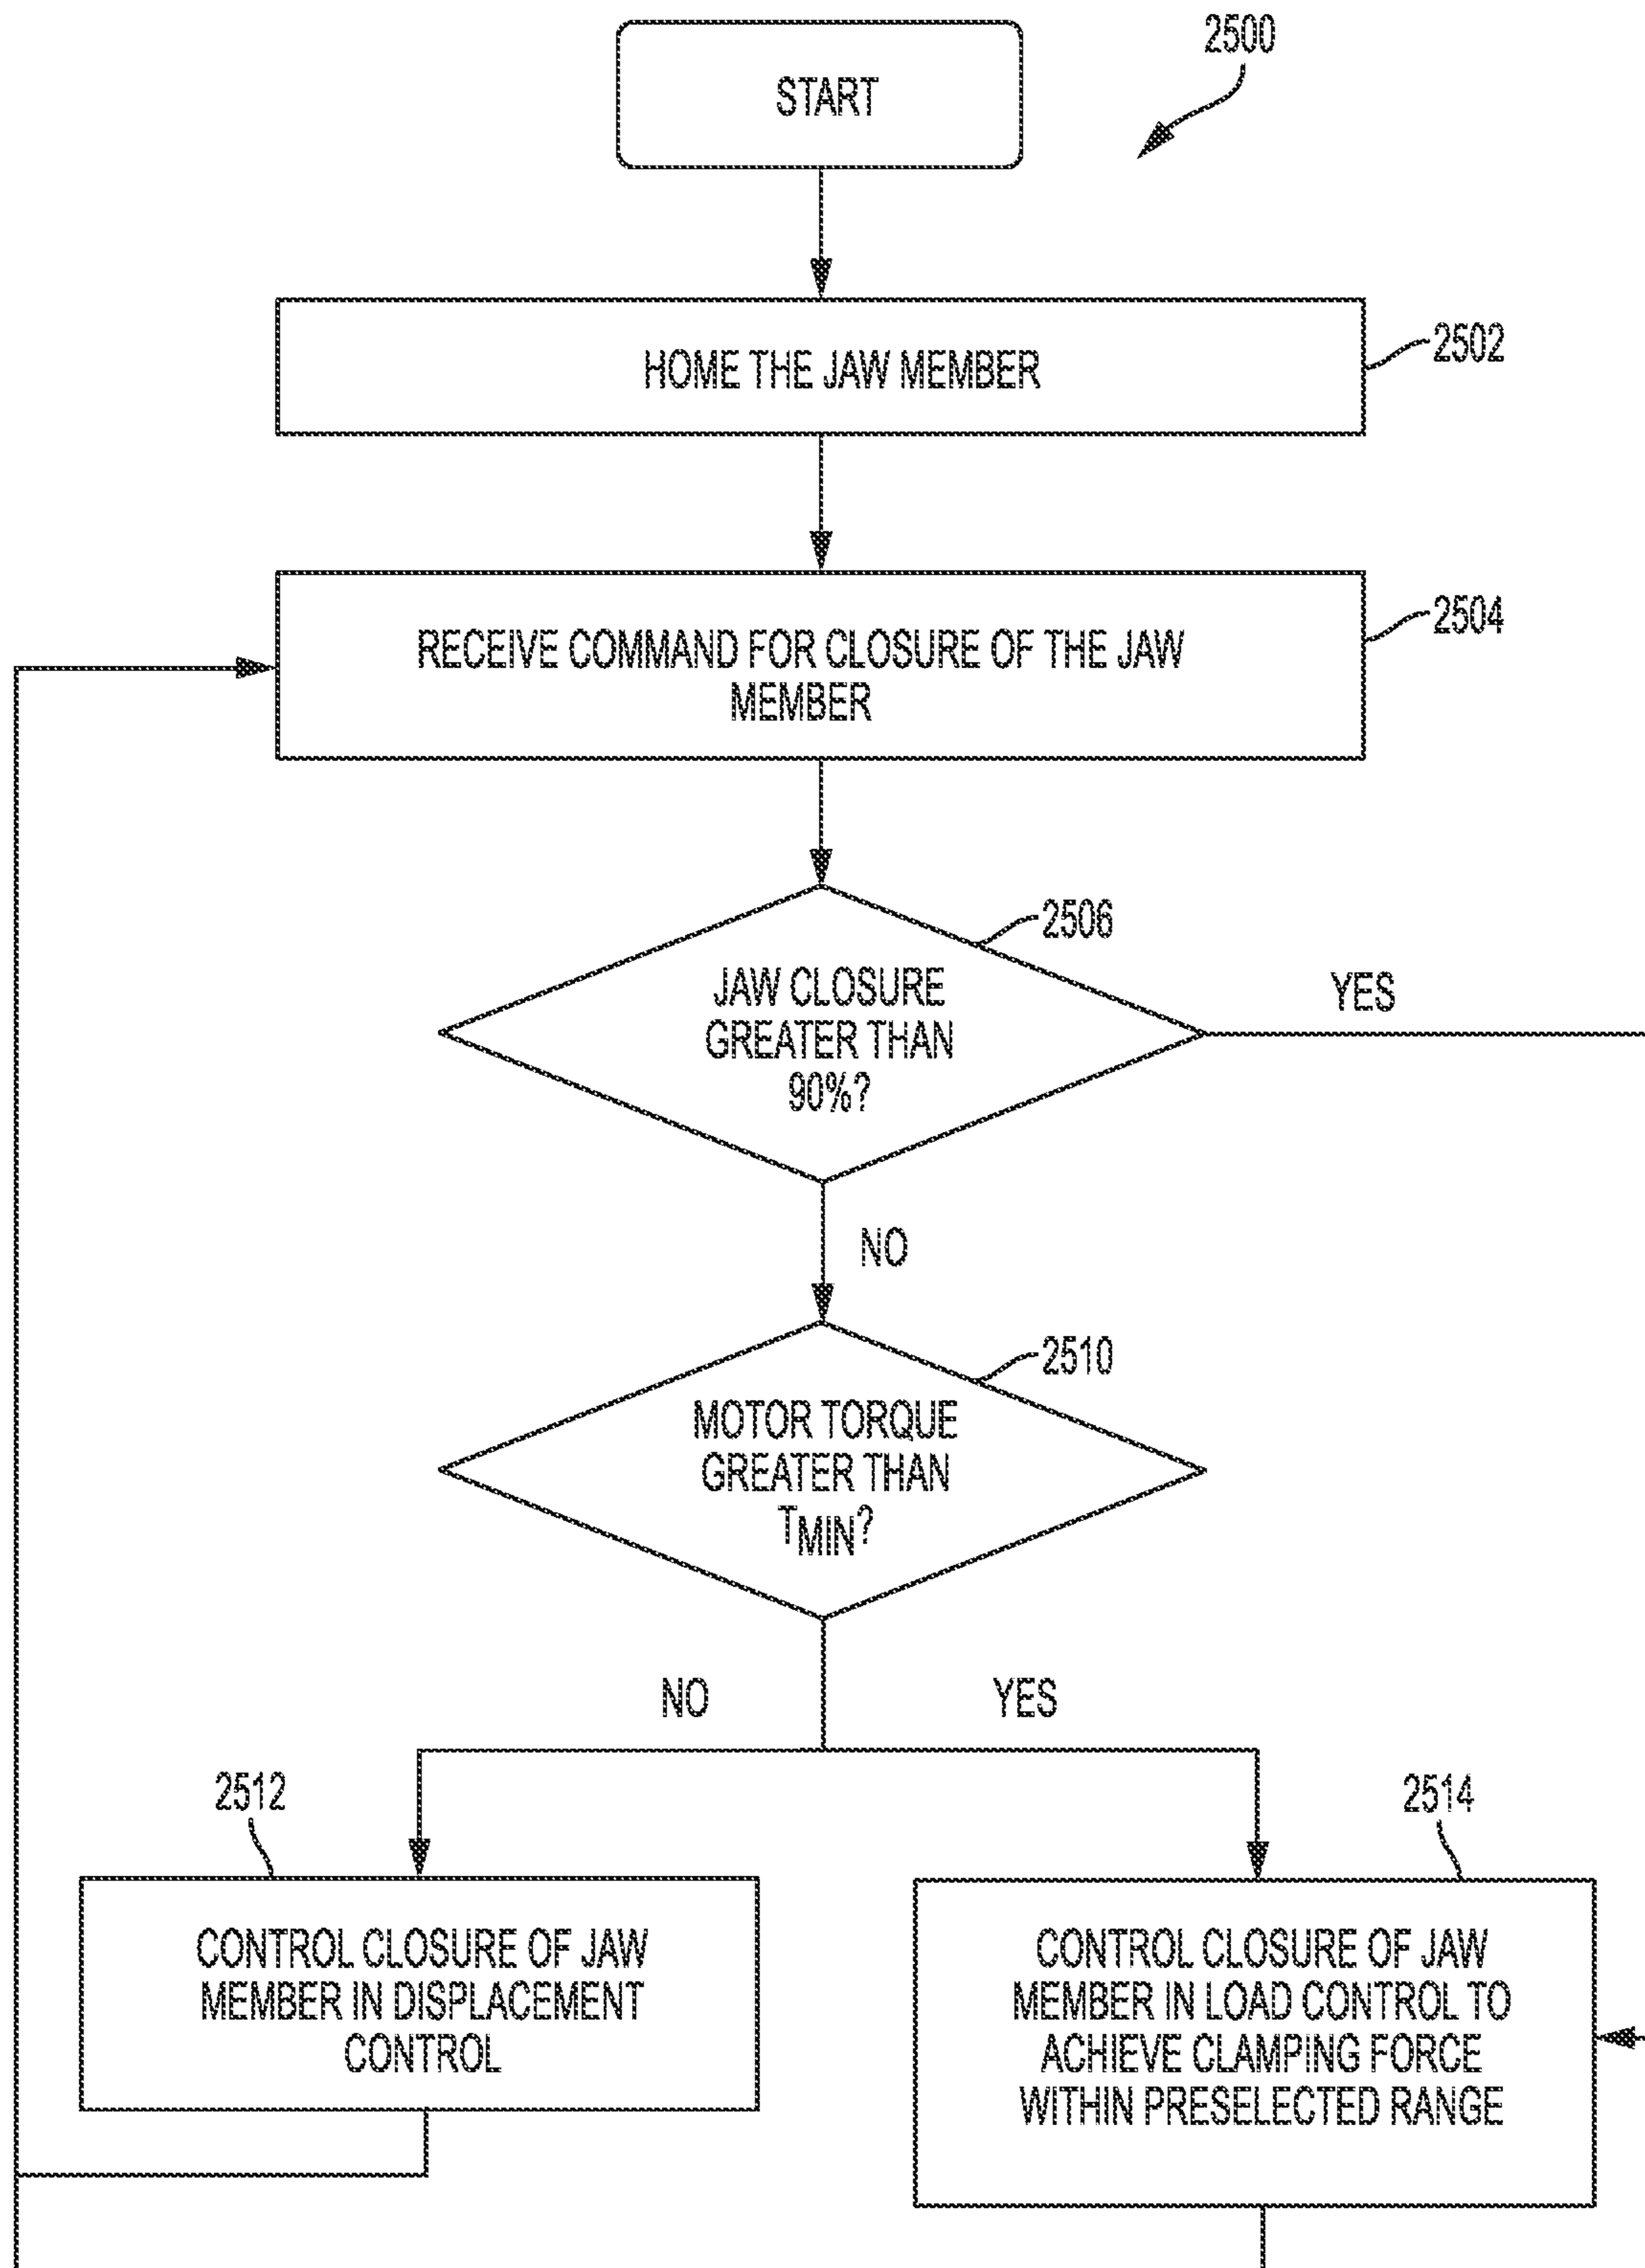 2500
START
HOME THE JAW MEMBER
2502
RECEIVE COMMAND FOR CLOSURE OF THE JAW
MEMBER
2504
2506
JAW CLOSURE
GREATER THAN
90%?
YES
NO
2510
MOTOR TORQUE
GREATER THAN
TMIN?
NO
YES
2512
CONTROL CLOSURE OF JAW
MEMBER IN DISPLACEMENT
CONTROL
2514
CONTROL CLOSURE OF JAW
MEMBER IN LOAD CONTROL TO
ACHIEVE CLAMPING FORCE
WITHIN PRESELECTED RANGE